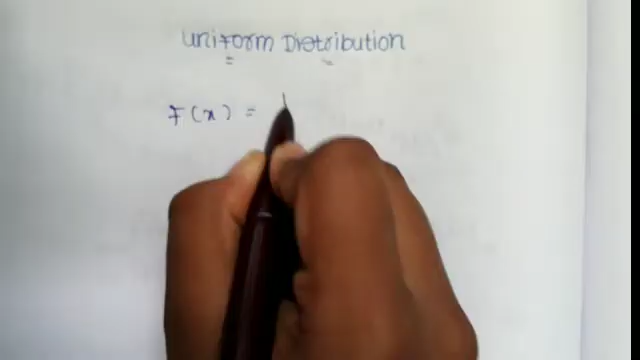 Uniform Distribution
F(x) =